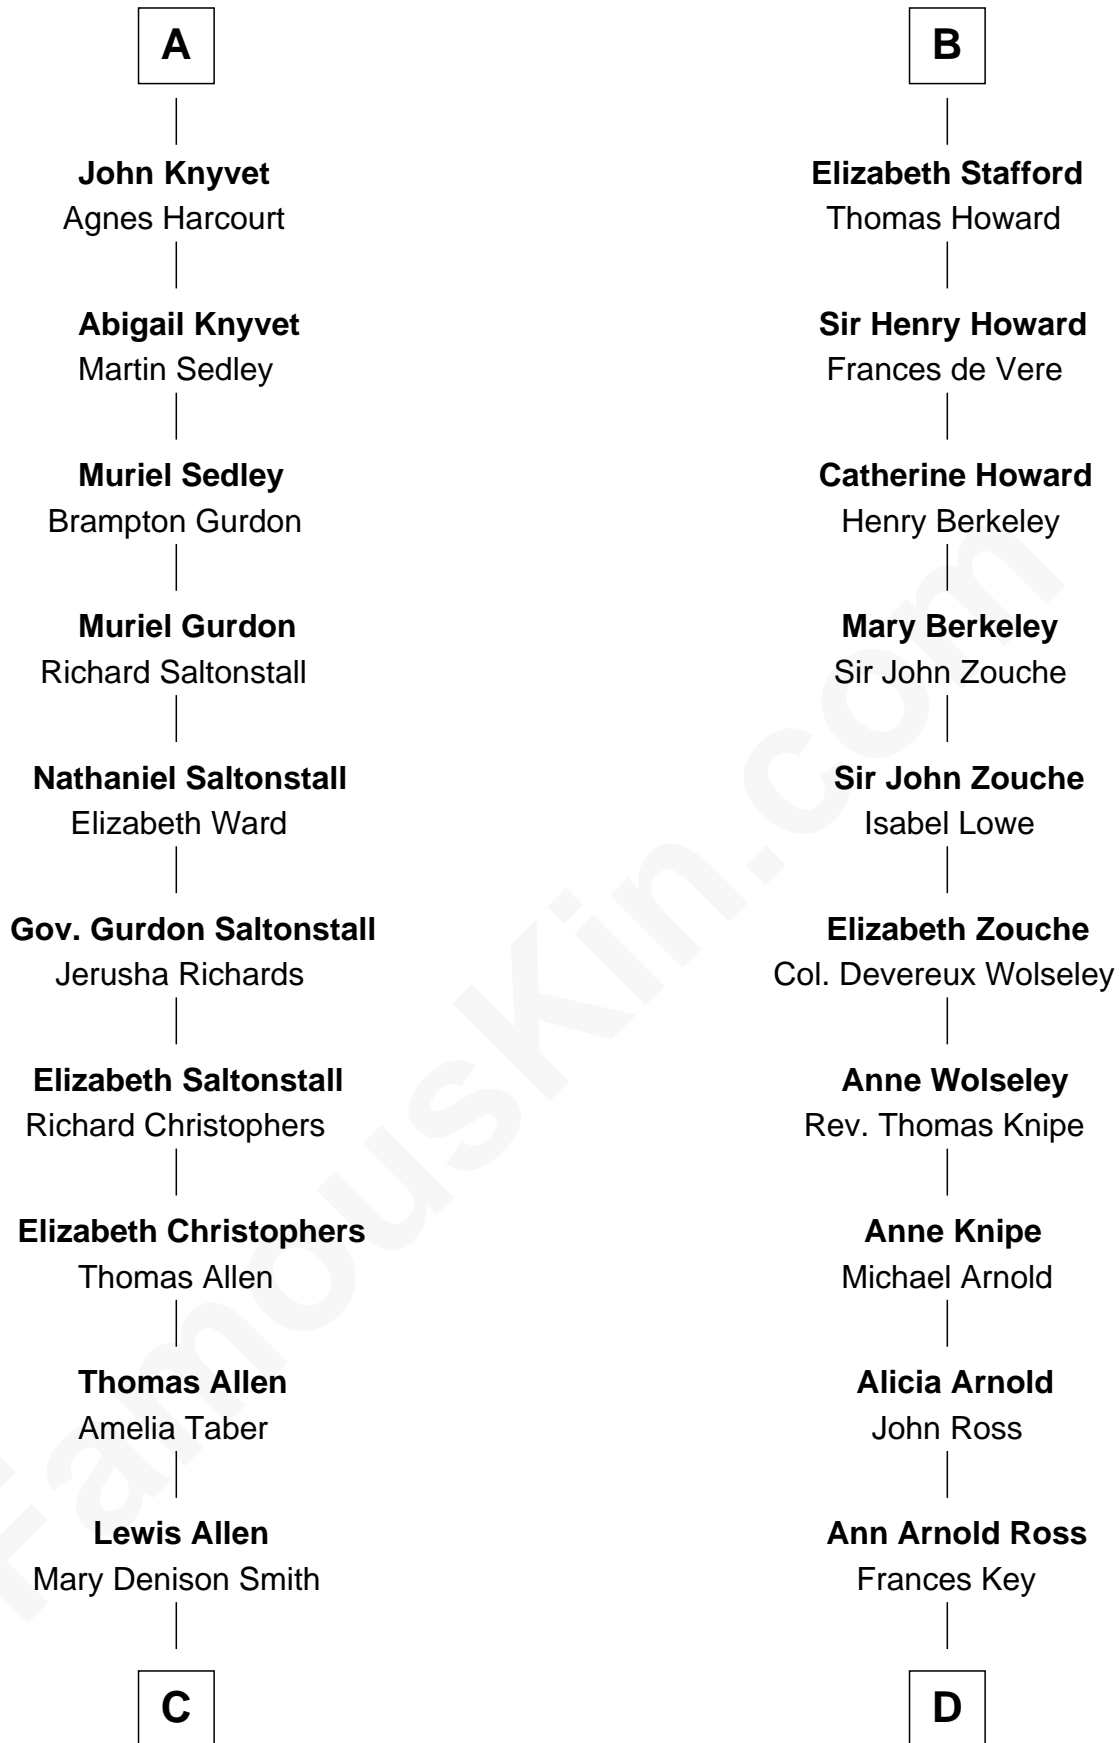 A
John Knyvet
Agnes Harcourt
Abigail Knyvet
Martin Sedley
Muriel Sedley
Brampton Gurdon
Muriel Gurdon
Richard Saltonstall
Nathaniel Saltonstall
Elizabeth Ward
Gov. Gurdon Saltonstall
Jerusha Richards
Elizabeth Saltonstall
Richard Christophers
Elizabeth Christophers
Thomas Allen
Thomas Allen
Amelia Taber
Lewis Allen
Mary Denison Smith
C
B
Elizabeth Stafford
Thomas Howard
Sir Henry Howard
Frances de Vere
Catherine Howard
Henry Berkeley
Mary Berkeley
Sir John Zouche
Sir John Zouche
Isabel Lowe
Elizabeth Zouche
Col. Devereux Wolseley
Anne Wolseley
Rev. Thomas Knipe
Anne Knipe
Michael Arnold
Alicia Arnold
John Ross
Ann Arnold Ross
Frances Key
D
FamousKin.com